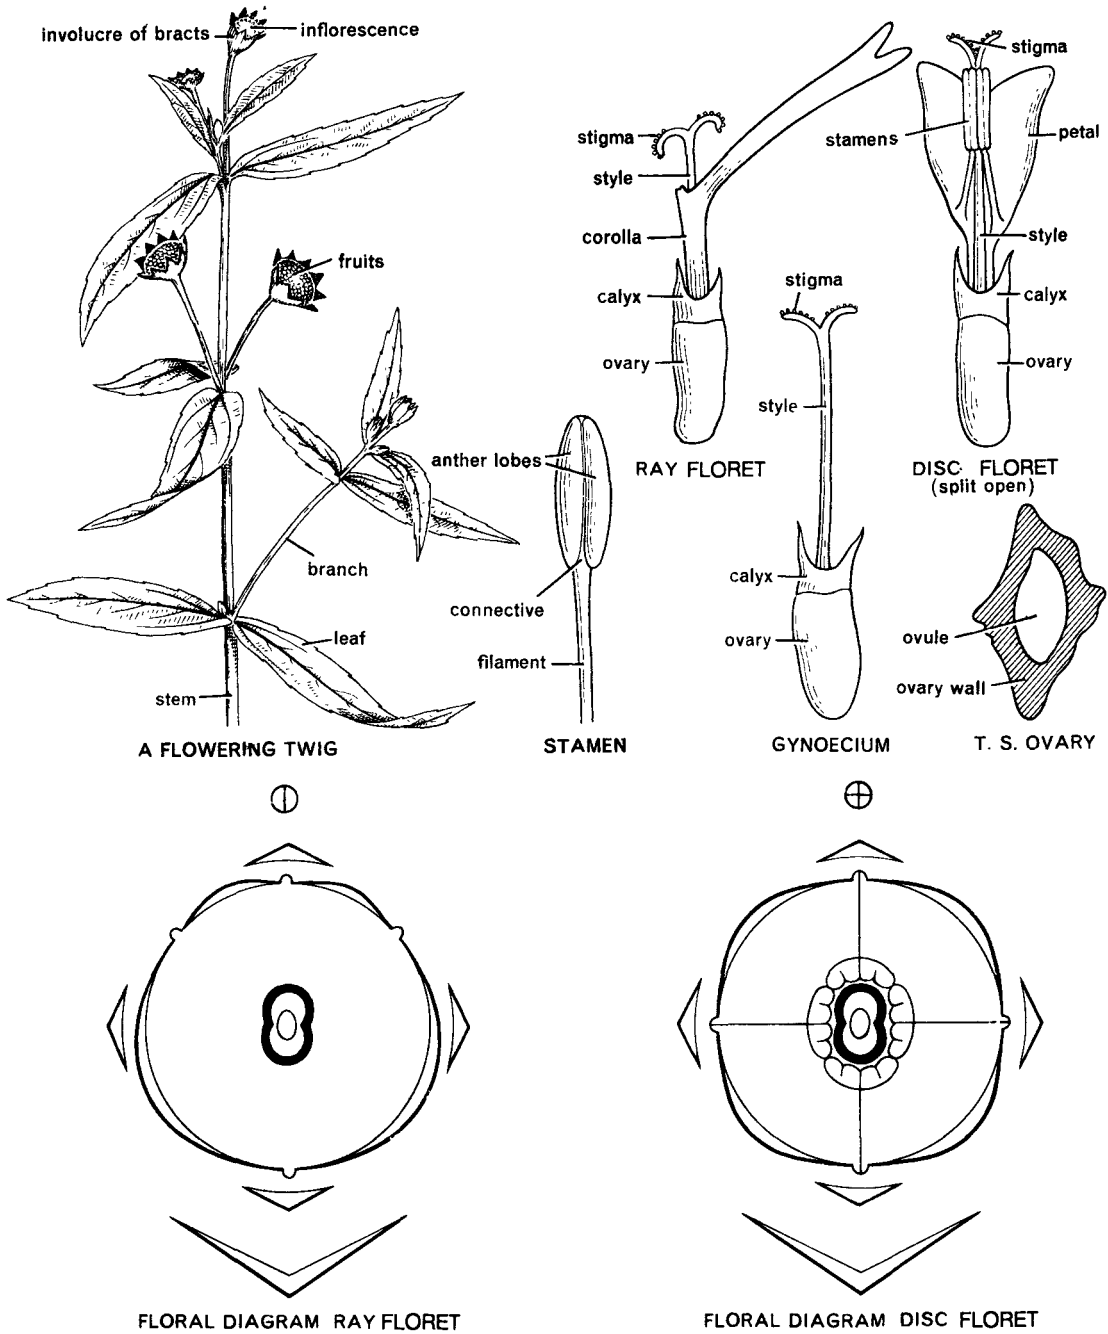 involucre of bracts
inflorescence
fruits
branch
leaf
stem
A FLOWERING TWIG
anther lobes
connective
filament
STAMEN
stigma
style
corolla
calyx
ovary
RAY FLORET
stigma
style
calyx
ovary
GYNOECIUM
stigma
stamens
petal
style
calyx
ovary
DISC FLORET
(split open)
ovule
ovary wall
T. S. OVARY
FLORAL DIAGRAM RAY FLORET
FLORAL DIAGRAM DISC FLORET